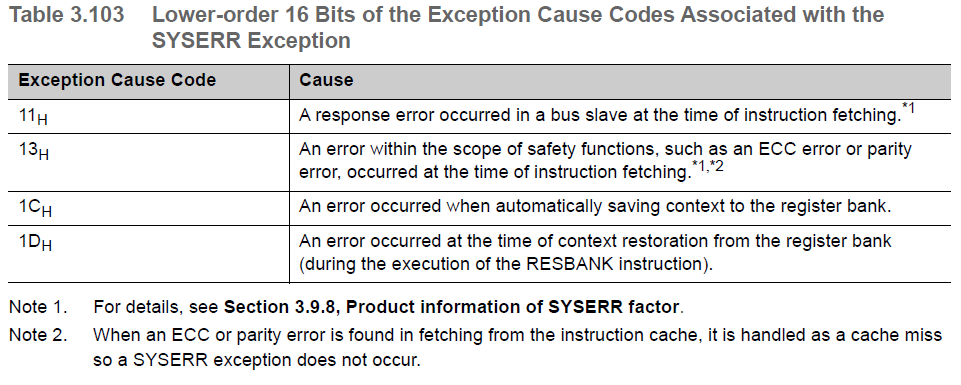 Table 3.103 Lower-order 16 Bits of the Exception Cause Codes Associated with the
SYSERR Exception
Exception Cause Code Cause
11H A response error occurred in a bus slave at the time of instruction fetching.*1
13H An error within the scope of safety functions, such as an ECC error or parity
error, occurred at the time of instruction fetching.*1,*2
1CH An error occurred when automatically saving context to the register bank.
1DH An error occurred at the time of context restoration from the register bank
(during the execution of the RESBANK instruction).
Note 1. For details, see Section 3.9.8, Product information of SYSERR factor.
Note 2. When an ECC or parity error is found in fetching from the instruction cache, it is handled as a cache miss
so a SYSERR exception does not occur.